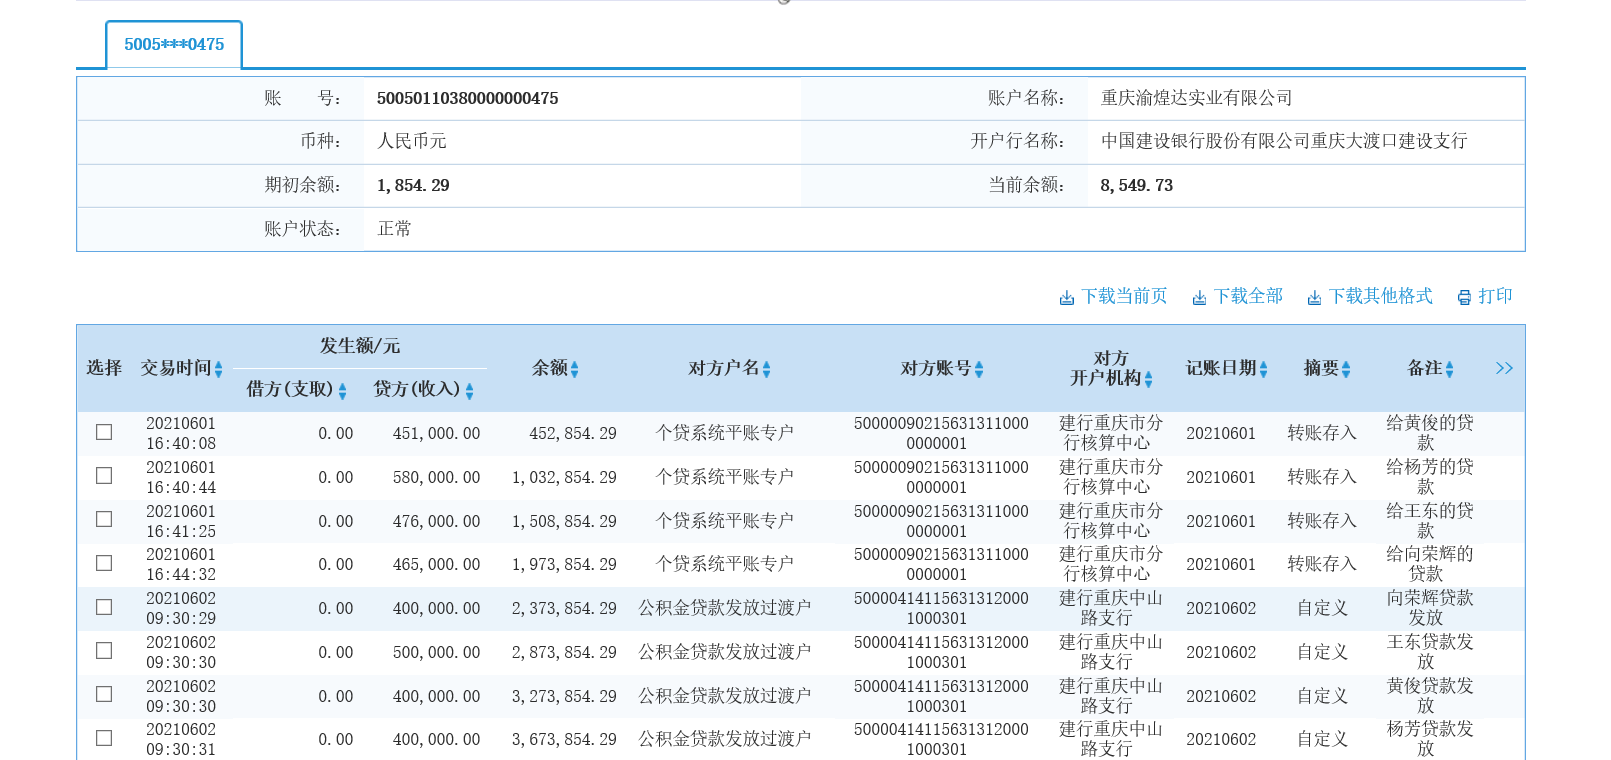 5005***0475
账 号： 50050110380000000475 账户名称： 重庆渝煌达实业有限公司
币种： 人民币元 开户行名称： 中国建设银行股份有限公司重庆大渡口建设支行
期初余额： 1,854.29 当前余额： 8,549.73
账户状态： 正常
下载当前页 下载全部 下载其他格式 打印
选择 交易时间 发生额/元 余额 对方户名 对方账号 对方 记账日期 摘要 备注 >>
借方(支取) 贷方(收入) 开户机构
20210601 0.00 451,000.00 452,854.29 个贷系统平账专户 50000090215631311000 建行重庆市分 20210601 转账存入 给黄俊的贷
16:40:08 0000001 行核算中心 款
20210601 0.00 580,000.00 1,032,854.29 个贷系统平账专户 50000090215631311000 建行重庆市分 20210601 转账存入 给杨芳的贷
16:40:44 0000001 行核算中心 款
20210601 0.00 476,000.00 1,508,854.29 个贷系统平账专户 50000090215631311000 建行重庆市分 20210601 转账存入 给王东的贷
16:41:25 0000001 行核算中心 款
20210601 0.00 465,000.00 1,973,854.29 个贷系统平账专户 50000090215631311000 建行重庆市分 20210601 转账存入 给向荣辉的
16:44:32 0000001 行核算中心 贷款
20210602 0.00 400,000.00 2,373,854.29 公积金贷款发放过渡户 50000414115631312000 建行重庆中山 20210602 自定义 向荣辉贷款
09:30:29 1000301 路支行 发放
20210602 0.00 500,000.00 2,873,854.29 公积金贷款发放过渡户 50000414115631312000 建行重庆中山 20210602 自定义 王东贷款发
09:30:30 1000301 路支行 放
20210602 0.00 400,000.00 3,273,854.29 公积金贷款发放过渡户 50000414115631312000 建行重庆中山 20210602 自定义 黄俊贷款发
09:30:30 1000301 路支行 放
20210602 0.00 400,000.00 3,673,854.29 公积金贷款发放过渡户 50000414115631312000 建行重庆中山 20210602 自定义 杨芳贷款发
09:30:31 1000301 路支行 放